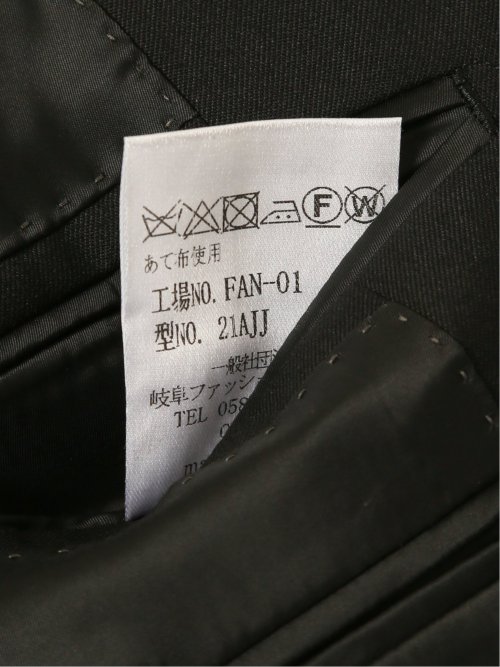 F W
あて布使用
工場NO. FAN-01
型NO. 21AJJ
一般社団
岐阜ファッショ
TEL 058